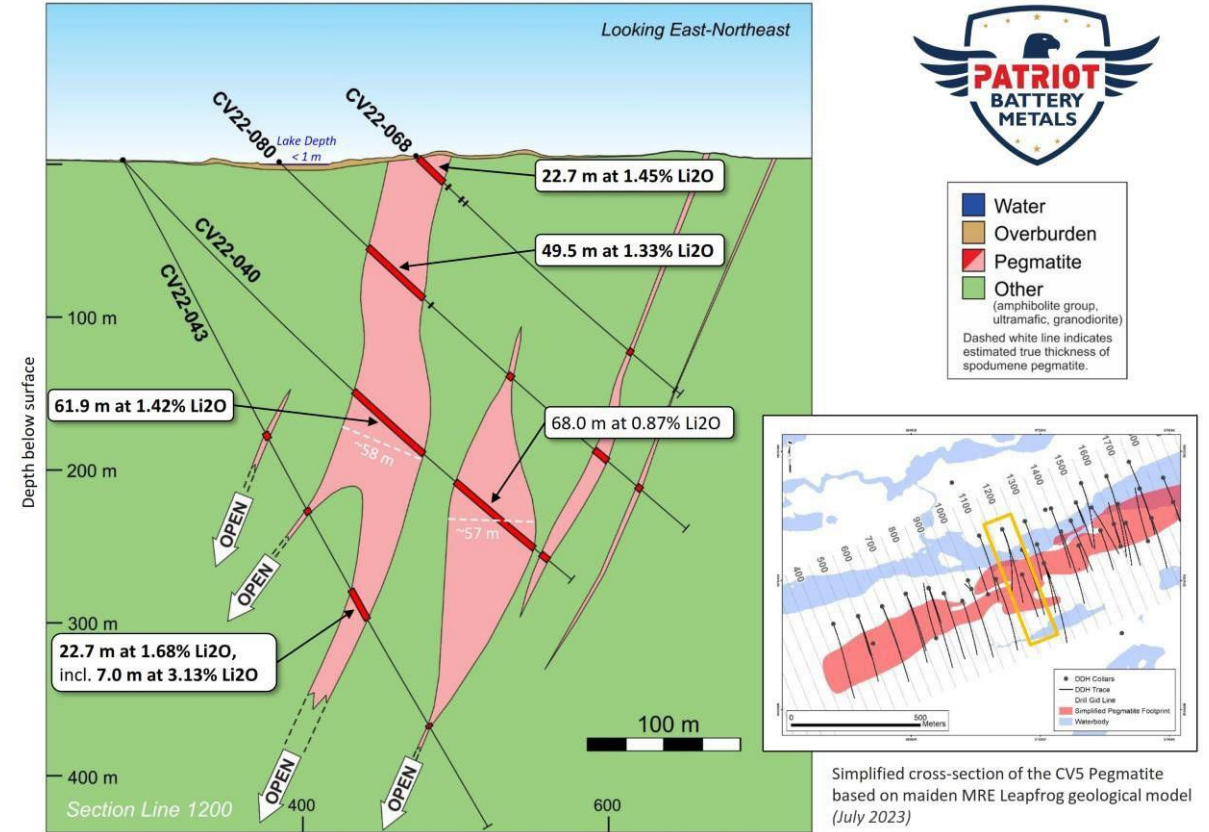 Looking East-Northeast
PATRIOT
BATTERY
METALS
CV22-080
Lake Depth
< 1 m
CV22-068
22.7 m at 1.45% Li2O
CV22-040
49.5 m at 1.33% Li2O
CV22-043
100 m
Depth below surface
61.9 m at 1.42% Li2O
68.0 m at 0.87% Li2O
~58 m
200 m
~57 m
OPEN
OPEN
300 m
22.7 m at 1.68% Li2O,
incl. 7.0 m at 3.13% Li2O
100 m
400 m
OPEN
OPEN
Section Line 1200
400
600
Water
Overburden
Pegmatite
Other
(amphibolite group,
ultramafic, granodiorite)
Dashed white line indicates
estimated true thickness of
spodumene pegmatite.
400
500
600
700
800
900
1000
1100
1200
1300
1400
1500
1600
1700
DDH Collars
DDH Trace
Drill Gid Line
Simplified Pegmatite Footprint
Waterbody
0
500
Meters
Simplified cross-section of the CV5 Pegmatite
based on maiden MRE Leapfrog geological model
(July 2023)